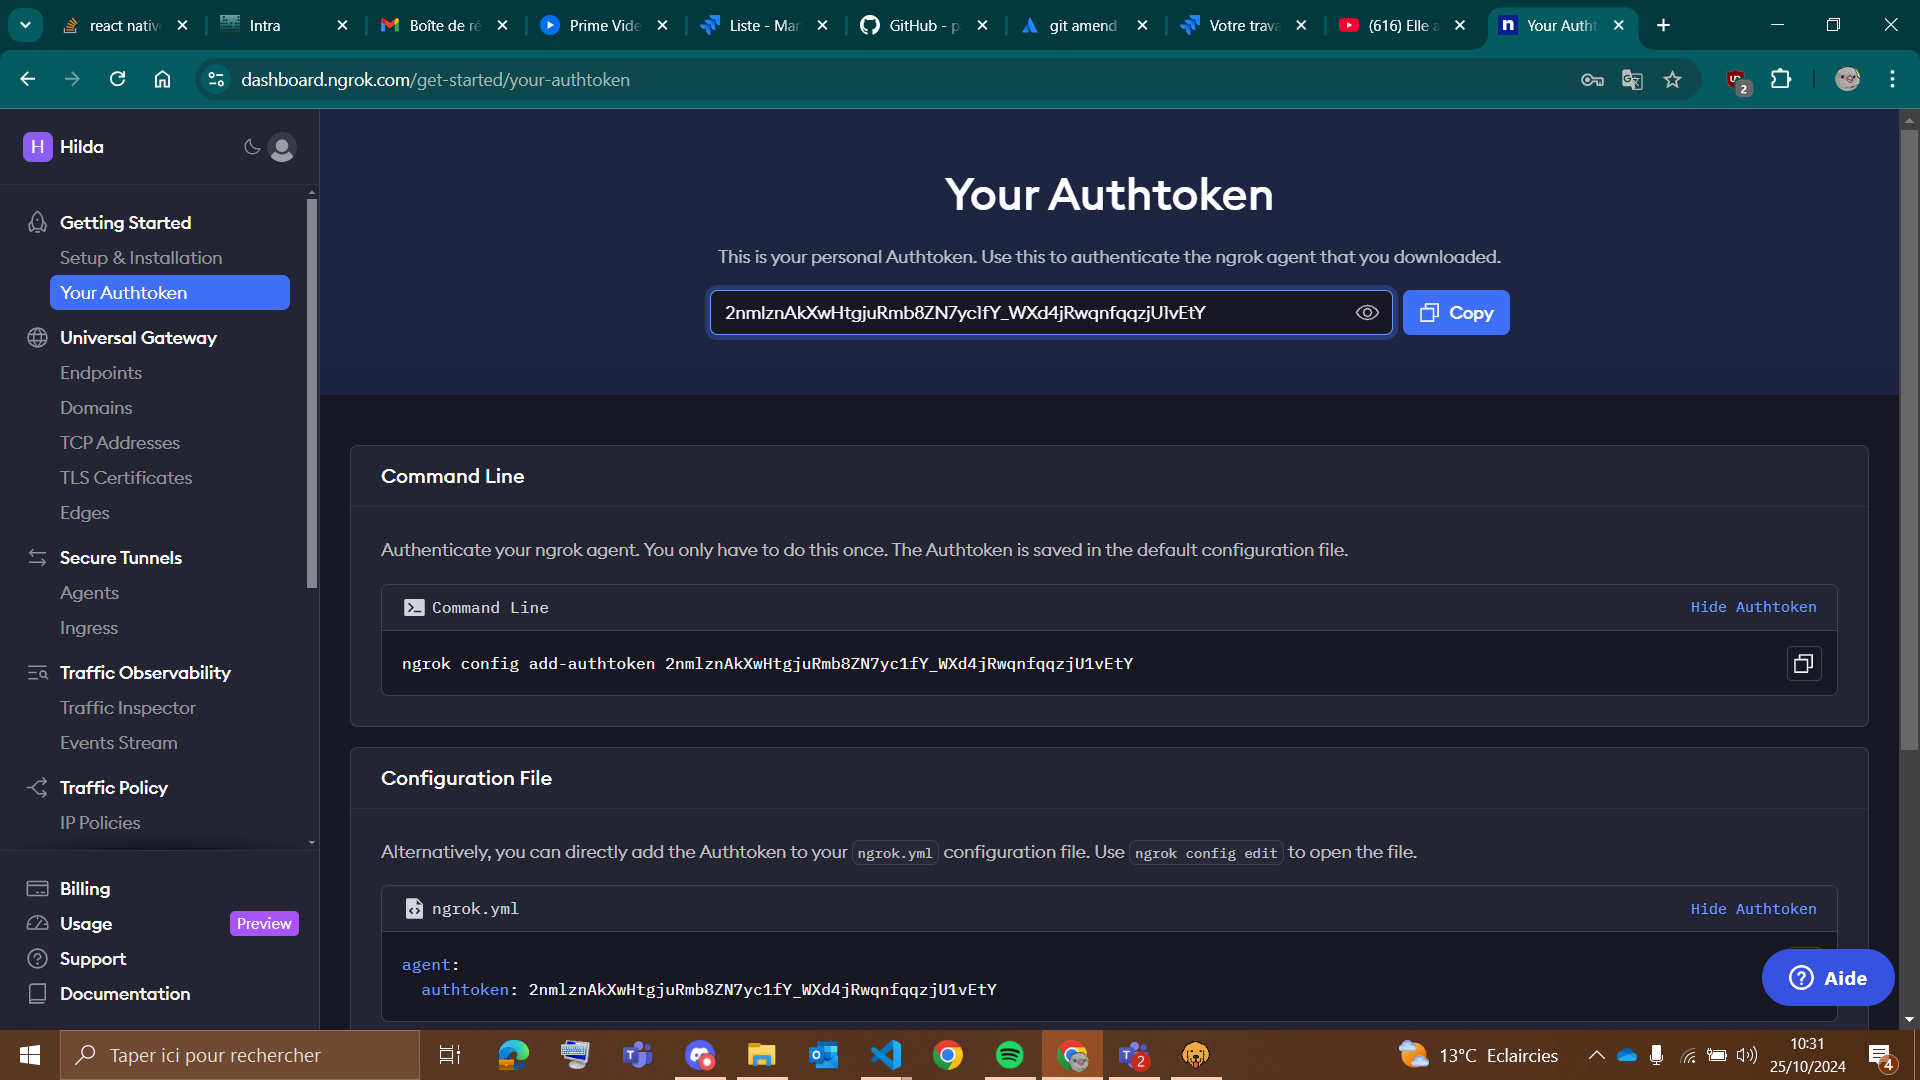 react nativ
Intra
Boîte de ré
Prime Vide
Liste - Mar
GitHub - p
git amend
Votre trava
(616) Elle a
Your Autht
dashboard.ngrok.com/get-started/your-authtoken
2
H Hilda
Getting Started
Setup & Installation
Your Authtoken
Universal Gateway
Endpoints
Domains
TCP Addresses
TLS Certificates
Edges
Secure Tunnels
Agents
Ingress
Traffic Observability
Traffic Inspector
Events Stream
Traffic Policy
IP Policies
Billing
Usage Preview
Support
Documentation
Your Authtoken
This is your personal Authtoken. Use this to authenticate the ngrok agent that you downloaded.
2nmlznAkXwHtgjuRmb8ZN7yc1fY_WXd4jRwqnfqqzjU1vEtY
Copy
Command Line
Authenticate your ngrok agent. You only have to do this once. The Authtoken is saved in the default configuration file.
Command Line Hide Authtoken
ngrok config add-authtoken 2nmlznAkXwHtgjuRmb8ZN7yc1fY_WXd4jRwqnfqqzjU1vEtY
Configuration File
Alternatively, you can directly add the Authtoken to your ngrok.yml configuration file. Use ngrok config edit to open the file.
ngrok.yml Hide Authtoken
agent:
authtoken: 2nmlznAkXwHtgjuRmb8ZN7yc1fY_WXd4jRwqnfqqzjU1vEtY
Aide
Taper ici pour rechercher
2
13°C Eclaircies
10:31
25/10/2024
4